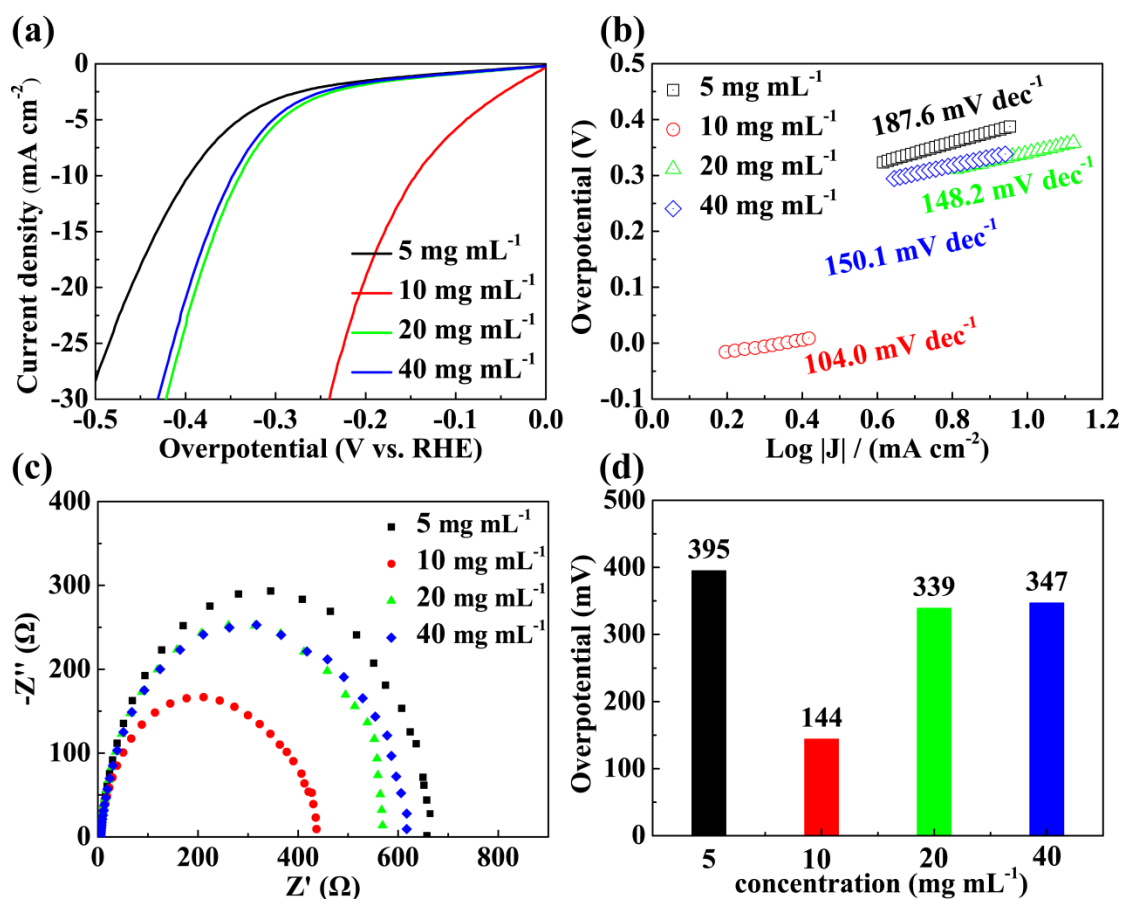 (a)
Current density (mA cm⁻²)
0
-5
-10
-15
-20
-25
-30
5 mg mL⁻¹
10 mg mL⁻¹
20 mg mL⁻¹
40 mg mL⁻¹
-0.5 -0.4 -0.3 -0.2 -0.1 0.0
Overpotential (V vs. RHE)
(b)
Overpotential (V)
0.5
0.4
0.3
0.2
0.1
0.0
-0.1
5 mg mL⁻¹
10 mg mL⁻¹
20 mg mL⁻¹
40 mg mL⁻¹
187.6 mV dec⁻¹
148.2 mV dec⁻¹
150.1 mV dec⁻¹
104.0 mV dec⁻¹
0.0 0.2 0.4 0.6 0.8 1.0 1.2
Log |J| / (mA cm⁻²)
(c)
-Z'' (Ω)
400
300
200
100
0
5 mg mL⁻¹
10 mg mL⁻¹
20 mg mL⁻¹
40 mg mL⁻¹
0 200 400 600 800
Z' (Ω)
(d)
Overpotential (mV)
500
400
300
200
100
0
395
144
339
347
5 10 20 40
concentration (mg mL⁻¹)